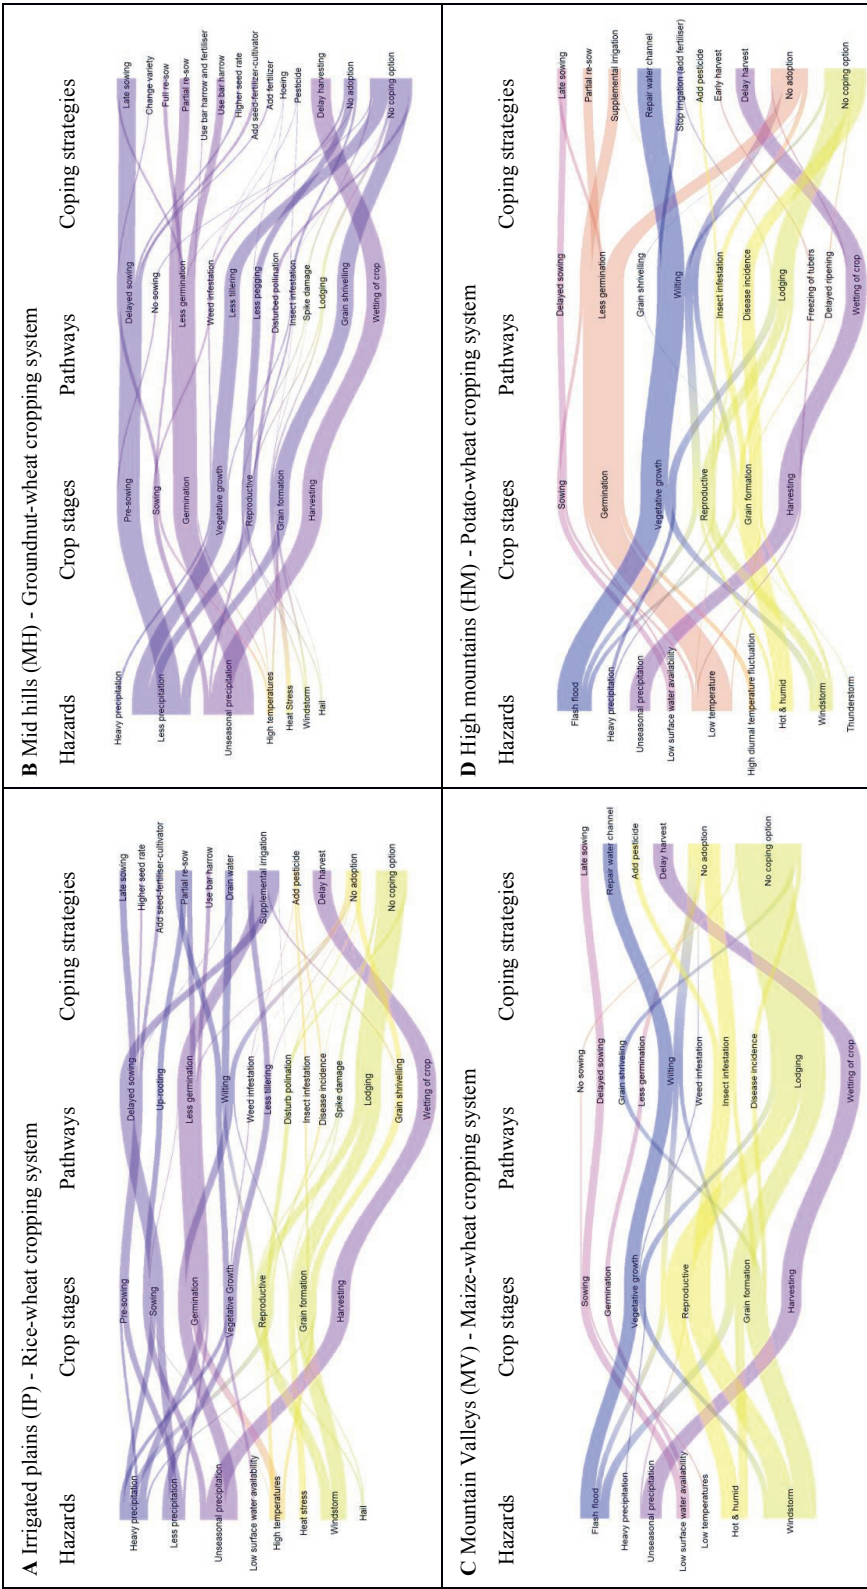 A Irrigated plains (IP) - Rice-wheat cropping system
Hazards
Crop stages
Pathways
Coping strategies
Heavy precipitation
Less precipitation
Unseasonal precipitation
Low surface water availability
High temperatures
Heat stress
Windstorm
Hail
Pre-sowing
Sowing
Germination
Vegetative Growth
Reproductive
Grain formation
Harvesting
Delayed sowing
Up-rooting
Less germination
Wilting
Weed infestation
Less tillering
Disturb pollination
Insect infestation
Disease incidence
Spike damage
Lodging
Grain shrivelling
Wetting of crop
Late sowing
Higher seed rate
Add seed-fertiliser-cultivator
Partial re-sow
Use bar harrow
Drain water
Supplemental irrigation
Add pesticide
Delay harvest
No adoption
No coping option
B Mid hills (MH) - Groundnut-wheat cropping system
Hazards
Crop stages
Pathways
Coping strategies
Heavy precipitation
Less precipitation
Unseasonal precipitation
High temperatures
Heat Stress
Windstorm
Hail
Pre-sowing
Sowing
Germination
Vegetative growth
Reproductive
Grain formation
Harvesting
Delayed sowing
No sowing
Less germination
Weed infestation
Less tillering
Less pegging
Disturbed pollination
Insect infestation
Spike damage
Lodging
Grain shrivelling
Wetting of crop
Late sowing
Change variety
Full re-sow
Partial re-sow
Use bar harrow and fertiliser
Use bar harrow
Higher seed rate
Add seed-fertilizer-cultivator
Add fertilizer
Hoeing
Pesticide
Delay harvesting
No adoption
No coping option
C Mountain Valleys (MV) - Maize-wheat cropping system
Hazards
Crop stages
Pathways
Coping strategies
Flash flood
Heavy precipitation
Unseasonal precipitation
Low surface water availability
Low temperatures
Hot & humid
Windstorm
Sowing
Germination
Vegetative growth
Reproductive
Grain formation
Harvesting
No sowing
Delayed sowing
Grain shriveling
Less germination
Wilting
Weed infestation
Insect infestation
Disease incidence
Lodging
Wetting of crop
Late sowing
Repair water channel
Add pesticide
Delay harvest
No adoption
No coping option
D High mountains (HM) - Potato-wheat cropping system
Hazards
Crop stages
Pathways
Coping strategies
Flash flood
Heavy precipitation
Unseasonal precipitation
Low surface water availability
Low temperature
High diurnal temperature fluctuation
Hot & humid
Windstorm
Thunderstorm
Sowing
Germination
Vegetative growth
Reproductive
Grain formation
Harvesting
Delayed sowing
Less germination
Grain shrivelling
Wilting
Insect infestation
Disease incidence
Lodging
Freezing of tubers
Delayed ripening
Wetting of crop
Late sowing
Partial re-sow
Supplemental irrigation
Repair water channel
Stop irrigation (add fertiliser)
Add pesticide
Early harvest
Delay harvest
No adoption
No coping option